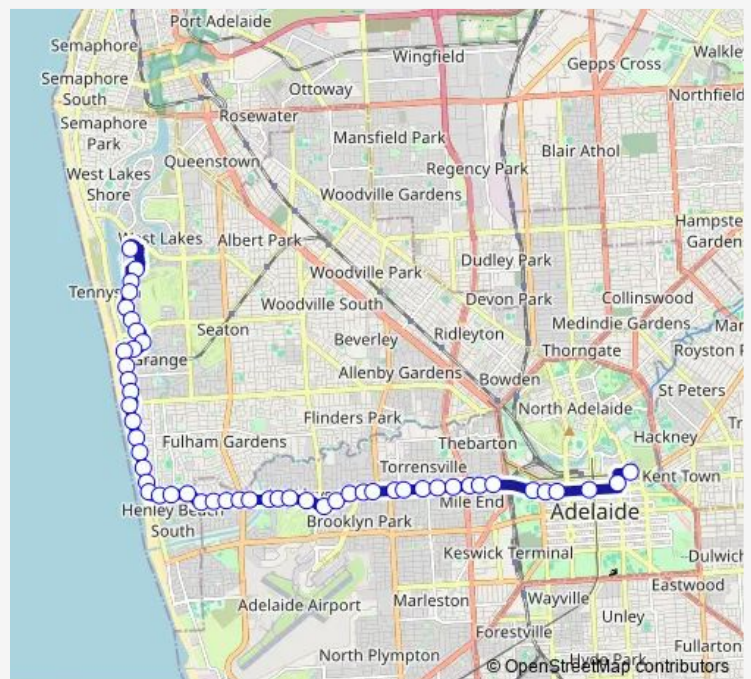 Port Adelaide
Semaphore
Wingfield
Walkle
Gepps Cross
Semaphore
South
Ottoway
Northfield
Rosewater
Semaphore
Park
Mansfield Park
Blair Athol
Queenstown
Regency Park
West Lakes
Shore
Woodville Gardens
Hampste
Garden
West Lakes
Albert Park
Dudley Park
Woodville Park
Tennys
Devon Park
Collinswood
Woodville South
Medindie Gardens
Mar
Seaton
Beverley
Ridleyton
Thorngate
Royston P
Grange
Allenby Gardens
Bowden
St Peters
North Adelaide
Flinders Park
Tr
Hackney
Fulham Gardens
Thebarton
Torrensville
Kent Town
Henley Beach
South
Mile End
Adelaide
Brooklyn Park
Keswick Terminal
Dulwic
Eastwood
Adelaide Airport
Marleston
Wayville
Unley
Forestville
North Plympton
Fullarton
Hyde Park
© OpenStreetMap contributors